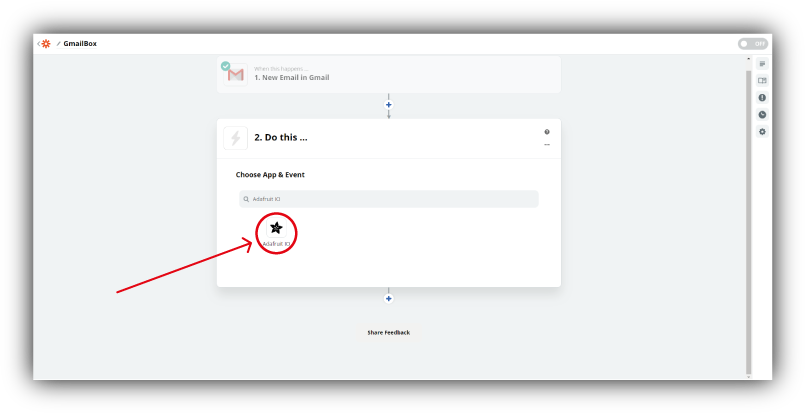 GmailBox
OFF
When this happens...
1. New Email in Gmail
2. Do this ...
Choose App & Event
Adafruit IO
Adafruit IO
Share Feedback